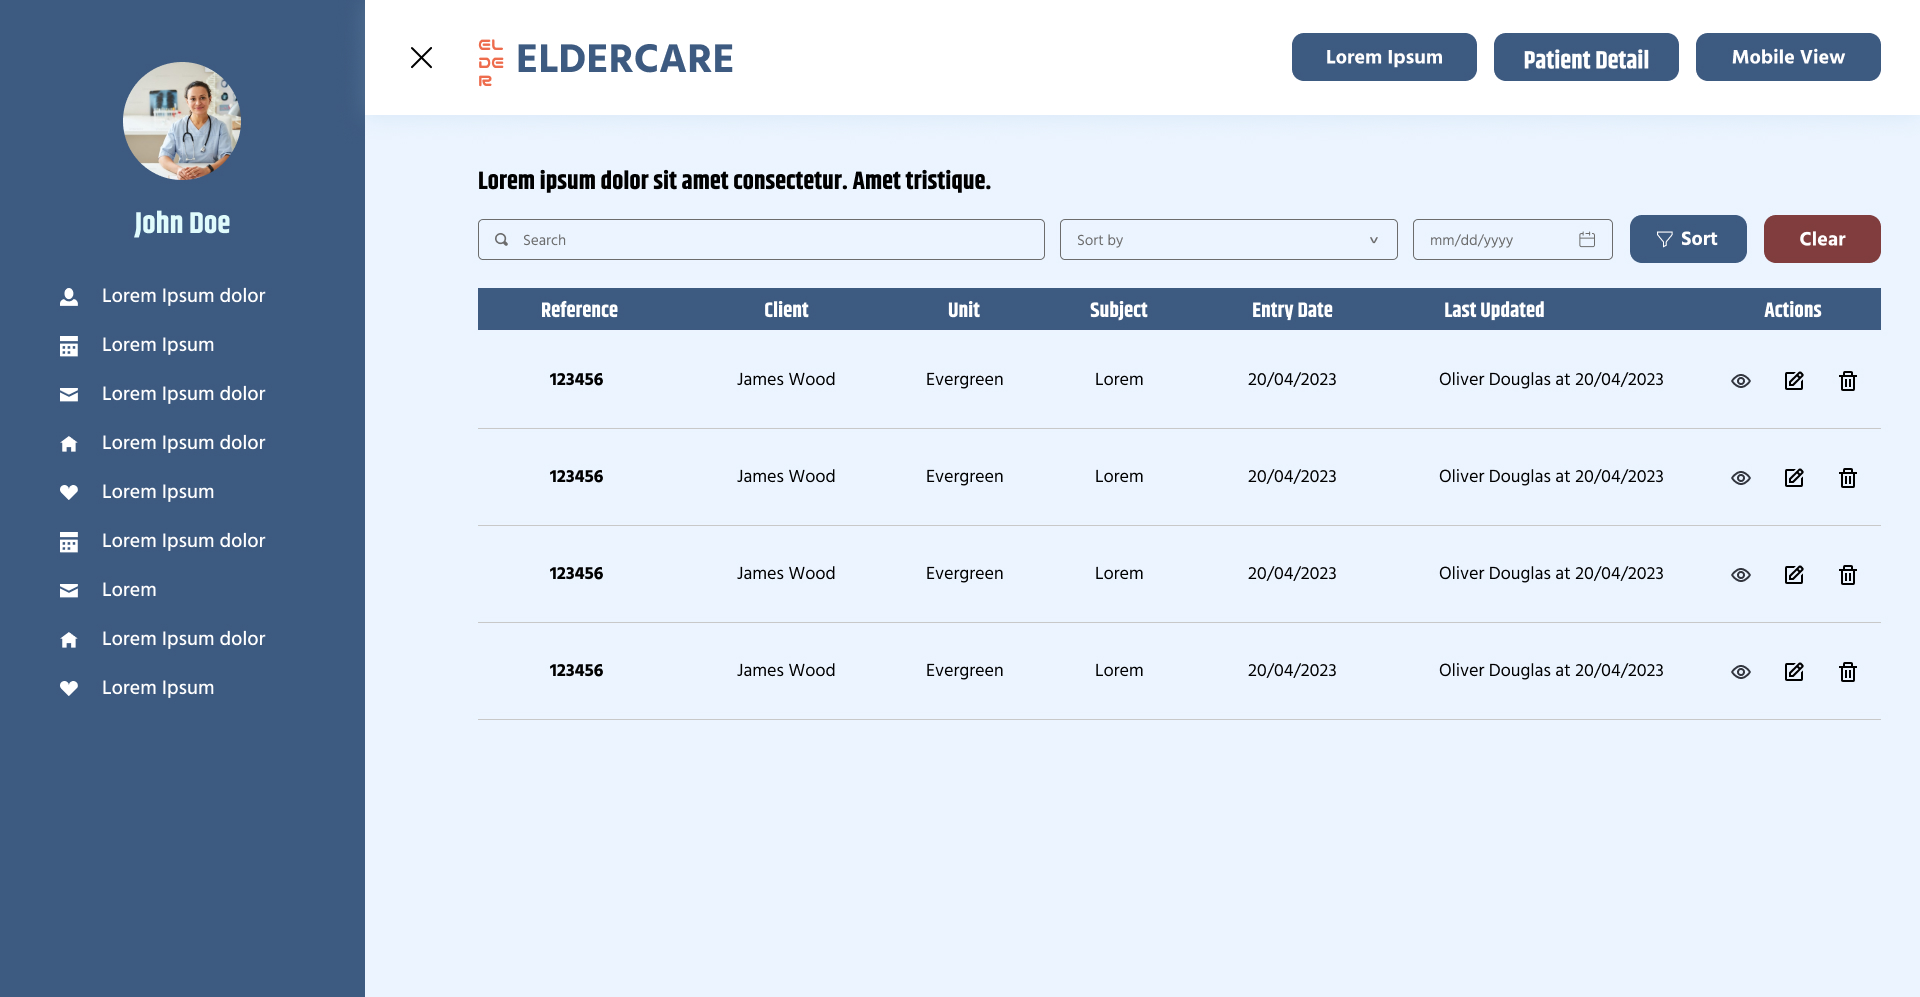 EL
DE
R
ELDERCARE
Lorem Ipsum
Patient Detail
Mobile View
John Doe
Lorem Ipsum dolor
Lorem Ipsum
Lorem Ipsum dolor
Lorem Ipsum dolor
Lorem Ipsum
Lorem Ipsum dolor
Lorem
Lorem Ipsum dolor
Lorem Ipsum
Lorem ipsum dolor sit amet consectetur. Amet tristique.
Search
Sort by
mm/dd/yyyy
Sort
Clear
Reference Client Unit Subject Entry Date Last Updated Actions
123456 James Wood Evergreen Lorem 20/04/2023 Oliver Douglas at 20/04/2023
123456 James Wood Evergreen Lorem 20/04/2023 Oliver Douglas at 20/04/2023
123456 James Wood Evergreen Lorem 20/04/2023 Oliver Douglas at 20/04/2023
123456 James Wood Evergreen Lorem 20/04/2023 Oliver Douglas at 20/04/2023